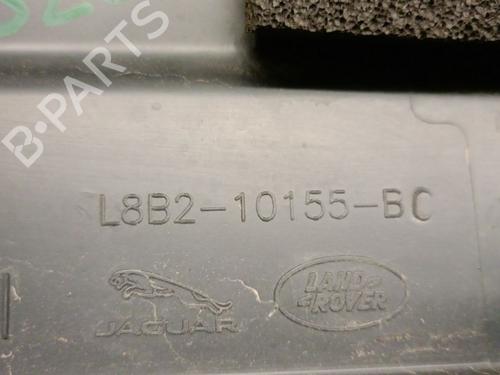 B-PARTS
L8B2-10155-BC
JAGUAR
LAND
ROVER